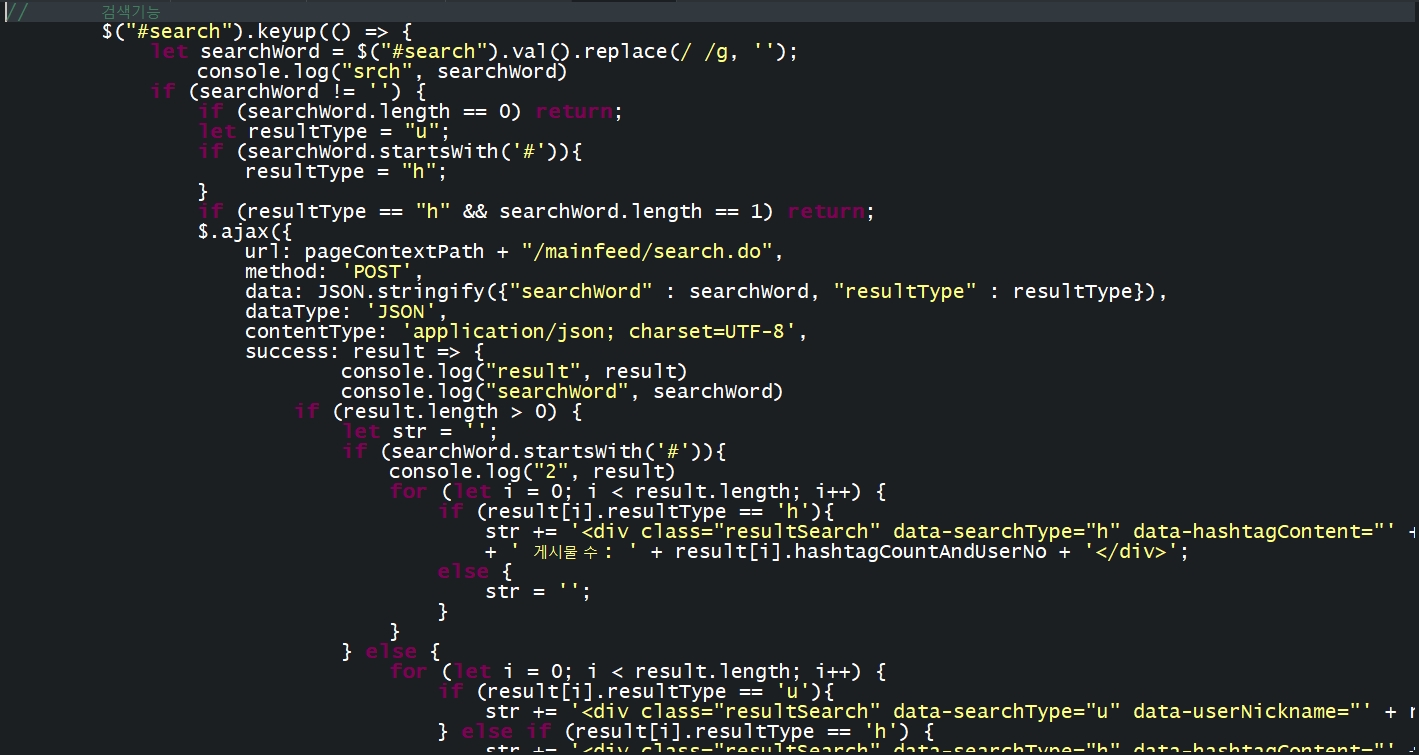 //      검색기능
        $("#search").keyup(() => {
            let searchWord = $("#search").val().replace(/ /g, '');
                console.log("srch", searchWord)
            if (searchWord != '') {
                if (searchWord.length == 0) return;
                let resultType = "u";
                if (searchWord.startsWith('#')){
                    resultType = "h";
                }
                if (resultType == "h" && searchWord.length == 1) return;
                $.ajax({
                    url: pageContextPath + "/mainfeed/search.do",
                    method: 'POST',
                    data: JSON.stringify({"searchWord" : searchWord, "resultType" : resultType}),
                    dataType: 'JSON',
                    contentType: 'application/json; charset=UTF-8',
                    success: result => {
                            console.log("result", result)
                            console.log("searchWord", searchWord)
                        if (result.length > 0) {
                            let str = '';
                            if (searchWord.startsWith('#')){
                                console.log("2", result)
                                for (let i = 0; i < result.length; i++) {
                                    if (result[i].resultType == 'h'){
                                        str += '<div class="resultSearch" data-searchType="h" data-hashtagContent="' +
                                        + ' 게시물 수 : ' + result[i].hashtagCountAndUserNo + '</div>';
                                    else {
                                        str = '';
                                    }
                                }
                            } else {
                                for (let i = 0; i < result.length; i++) {
                                    if (result[i].resultType == 'u'){
                                        str += '<div class="resultSearch" data-searchType="u" data-userNickname="' +
                                    } else if (result[i].resultType == 'h') {
                                        str += '<div class="resultSearch" data-searchType="h" data-hashtagContent="'